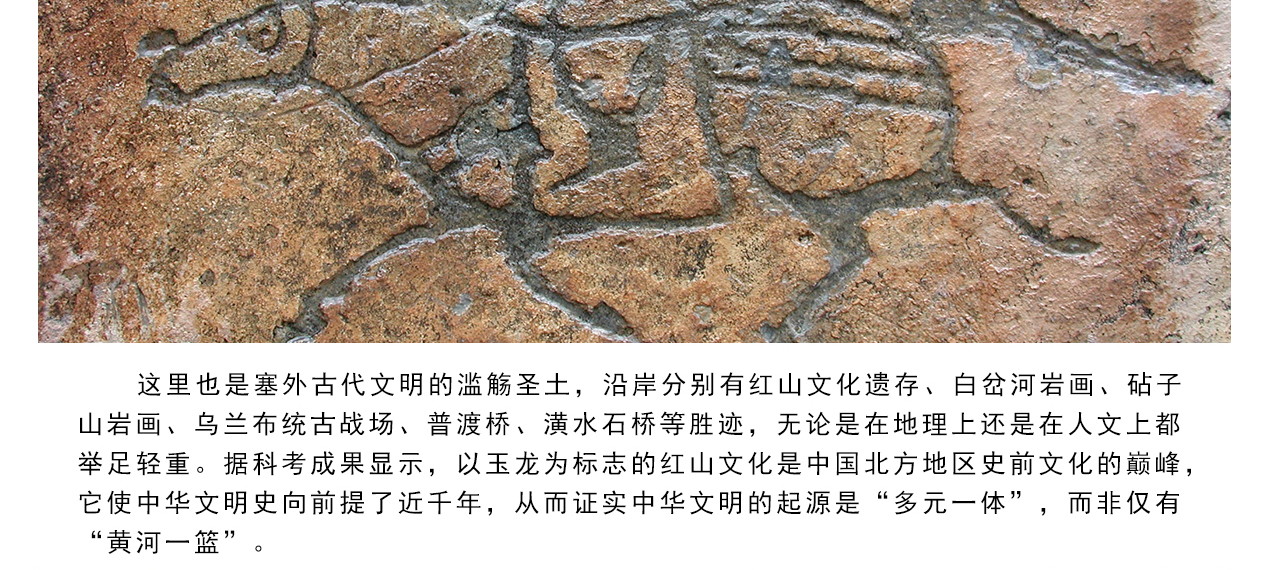 这里也是塞外古代文明的滥觞圣土，沿岸分别有红山文化遗存、白岔河岩画、砧子
山岩画、乌兰布统古战场、普渡桥、潢水石桥等胜迹，无论是在地理上还是在人文上都
举足轻重。据科考成果显示，以玉龙为标志的红山文化是中国北方地区史前文化的巅峰，
它使中华文明史向前提了近千年，从而证实中华文明的起源是“多元一体”，而非仅有
“黄河一篮”。